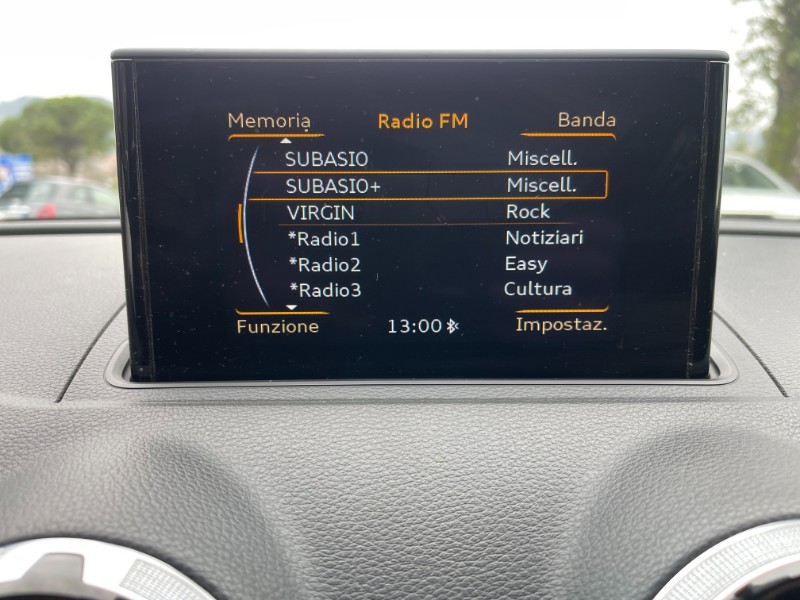 Memoria Radio FM Banda
SUBASIO Miscell.
SUBASIO+ Miscell.
VIRGIN Rock
*Radio1 Notiziari
*Radio2 Easy
*Radio3 Cultura
Funzione 13:00 Impostaz.